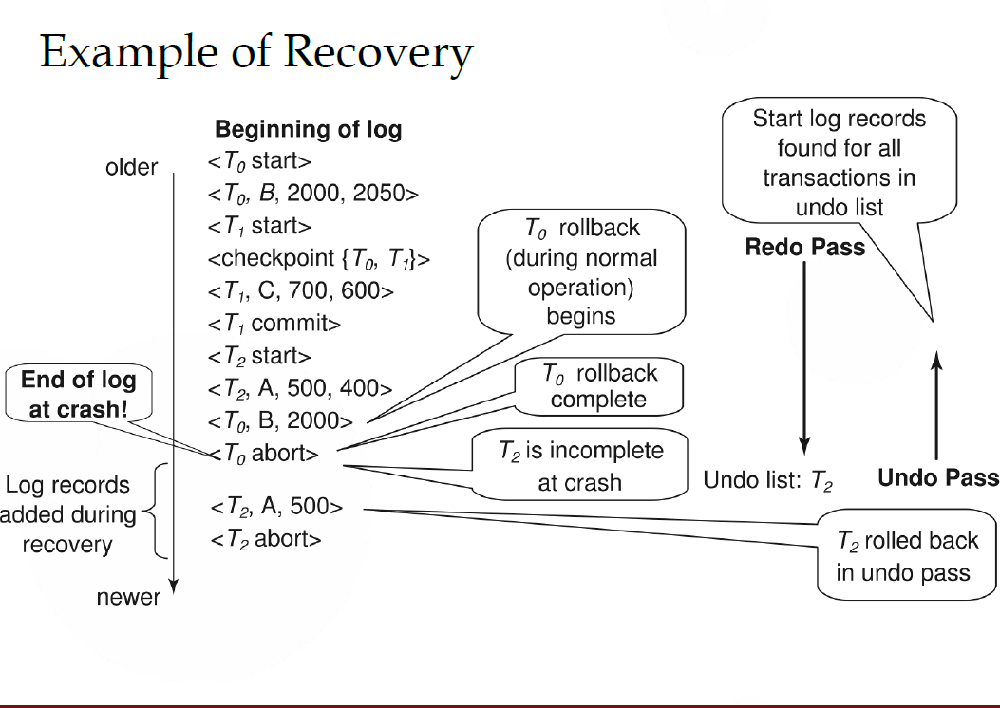 Example of Recovery
Beginning of log
older
<T0 start>
<T0, B, 2000, 2050>
<T1 start>
<checkpoint {T0, T1}>
<T1, C, 700, 600>
<T1 commit>
<T2 start>
<T2, A, 500, 400>
<T0, B, 2000>
<T0 abort>
<T2, A, 500>
<T2 abort>
newer
End of log
at crash!
Log records
added during
recovery
T0 rollback
(during normal
operation)
begins
T0 rollback
complete
T2 is incomplete
at crash
Start log records
found for all
transactions in
undo list
Redo Pass
Undo list: T2
Undo Pass
T2 rolled back
in undo pass